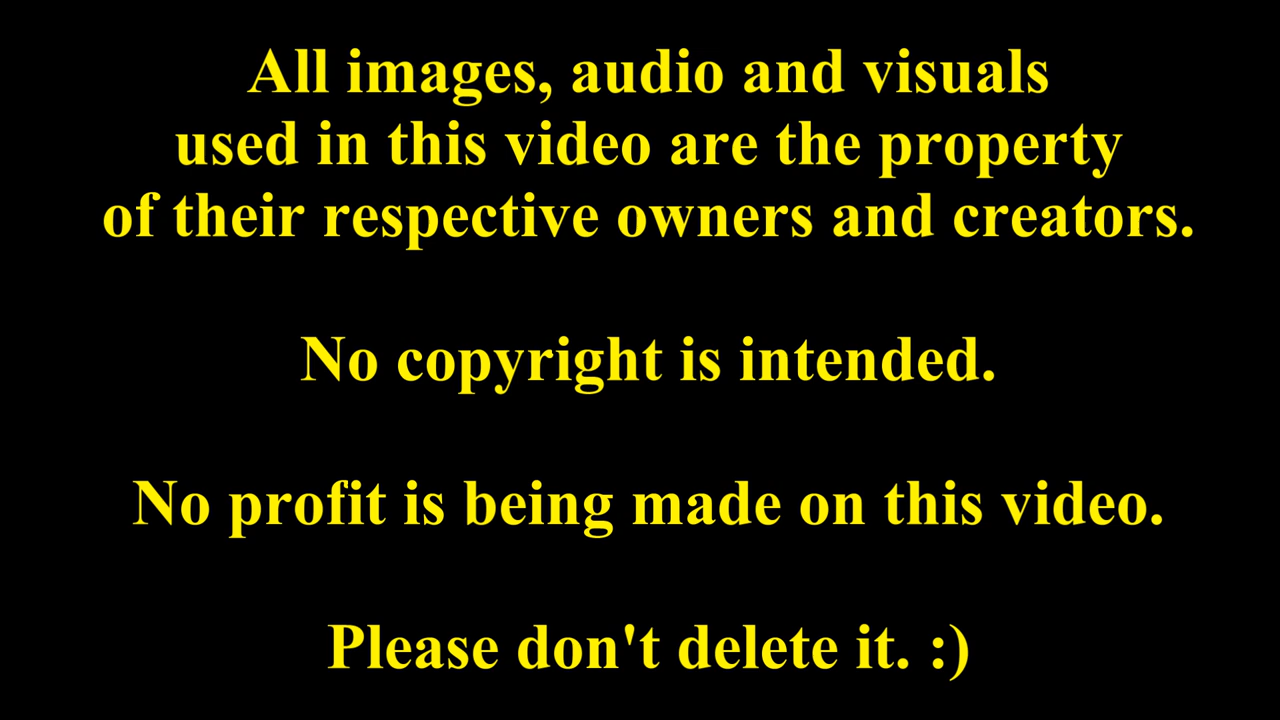 All images, audio and visuals
used in this video are the property
of their respective owners and creators.
No copyright is intended.
No profit is being made on this video.
Please don't delete it. :)